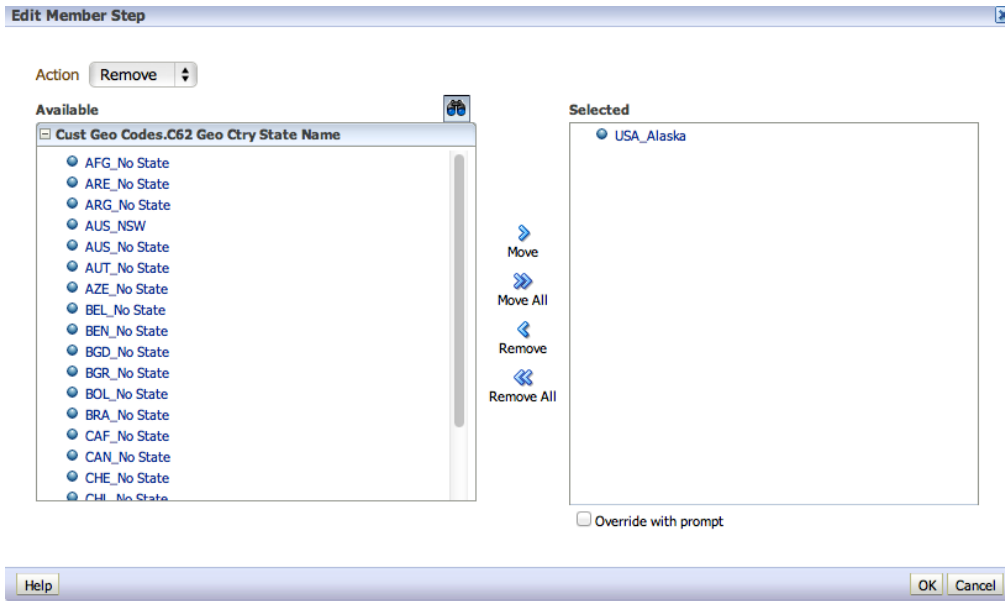 Edit Member Step
Action Remove
Available
Cust Geo Codes.C62 Geo Ctry State Name
AFG_No State
ARE_No State
ARG_No State
AUS_NSW
AUS_No State
AUT_No State
AZE_No State
BEL_No State
BEN_No State
BGD_No State
BGR_No State
BOL_No State
BRA_No State
CAF_No State
CAN_No State
CHE_No State
CHL_No State
Move
Move All
Remove
Remove All
Selected
USA_Alaska
Override with prompt
Help
OK
Cancel